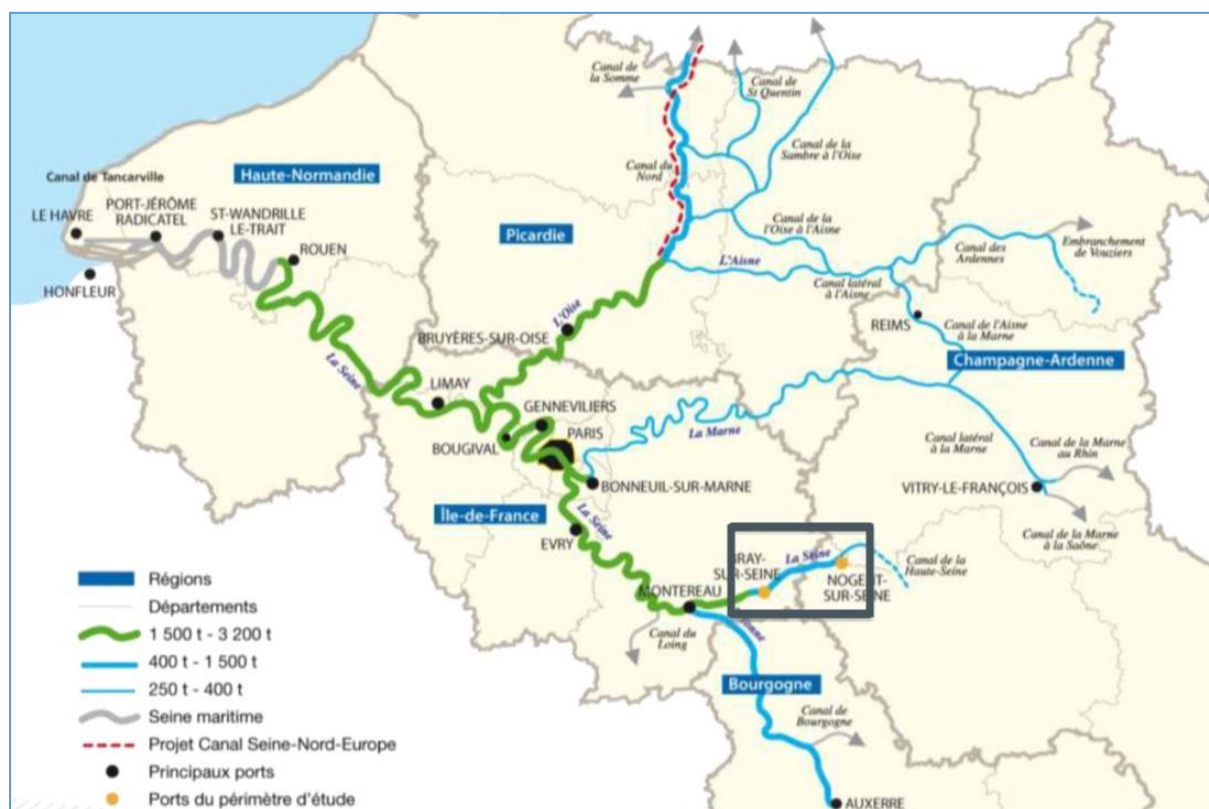 Canal de
la Somme
Canal de
St Quentin
Canal de la
Sambre à l'Oise
Canal du
Nord
Haute-Normandie
Canal de Tancarville
LE HAVRE
PORT-JÉRÔME
RADICATEL
ST-WANDRILLE
LE-TRAIT
ROUEN
HONFLEUR
Picardie
Canal de la
l'Oise à l'Aisne
L'Aisne
Canal des
Ardennes
Embranchement
de Vouziers
Canal latéral
à l'Aisne
REIMS
Canal de l'Aisne
à la Marne
Champagne-Ardenne
L'Oise
BRUYÈRES-SUR-OISE
La Seine
LIMAY
GENNEVILIERS
PARIS
BOUGIVAL
La Marne
Canal latéral
à la Marne
Canal de la Marne
au Rhin
BONNEUIL-SUR-MARNE
VITRY-LE-FRANÇOIS
Canal de la Marne
à la Saône
Île-de-France
La Seine
EVRY
La Seine
SUR-SEINE
Canal de la
Haute-Seine
NOGENT-
SUR-SEINE
MONTEREAU
Canal du
Loing
Bourgogne
Canal de
Bourgogne
AUXERRE
Régions
Départements
1 500 t - 3 200 t
400 t - 1 500 t
250 t - 400 t
Seine maritime
Projet Canal Seine-Nord-Europe
Principaux ports
Ports du périmètre d'étude